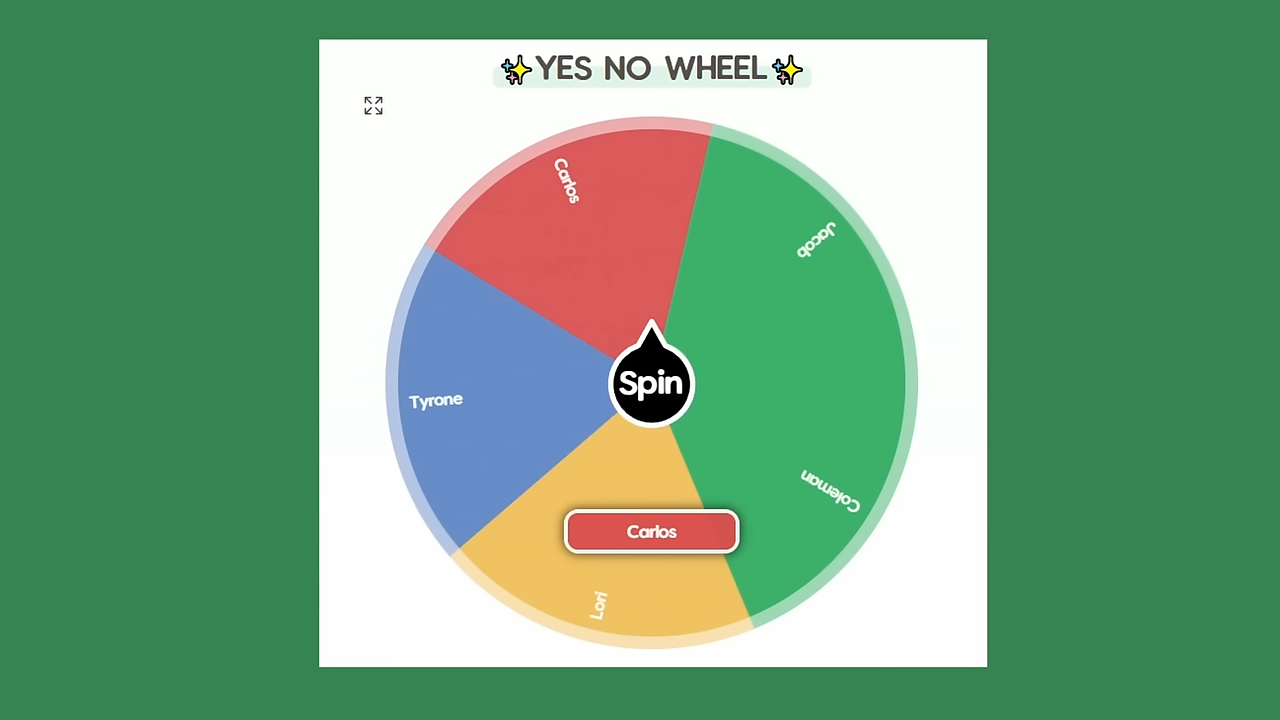 ✨YES NO WHEEL✨
Carlos
Jacob
Spin
Tyrone
Coleman
Carlos
Lori